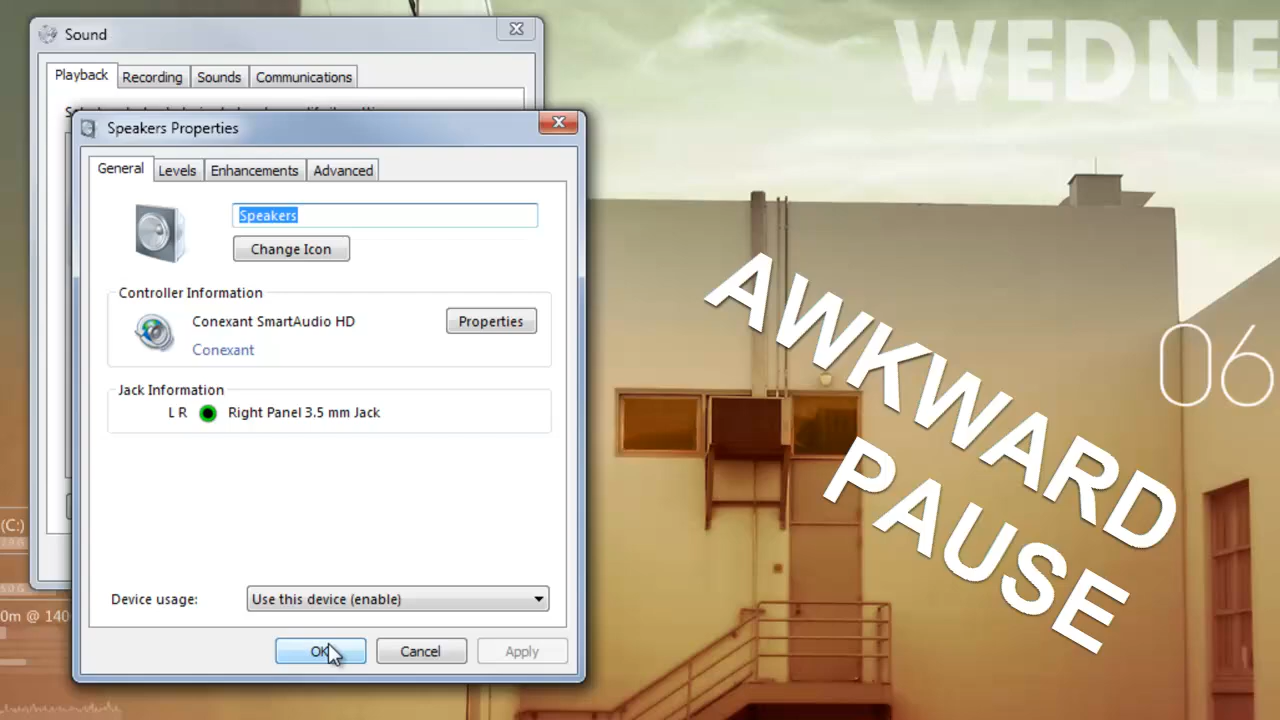 Sound
WEDNE
Playback Recording Sounds Communications
Speakers Properties
General Levels Enhancements Advanced
Speakers
Change Icon
Controller Information
Conexant SmartAudio HD Properties
Conexant
Jack Information
L R Right Panel 3.5 mm Jack
06
AWKWARD
PAUSE
(C:)
Device usage: Use this device (enable)
0m @ 140
OK Cancel Apply